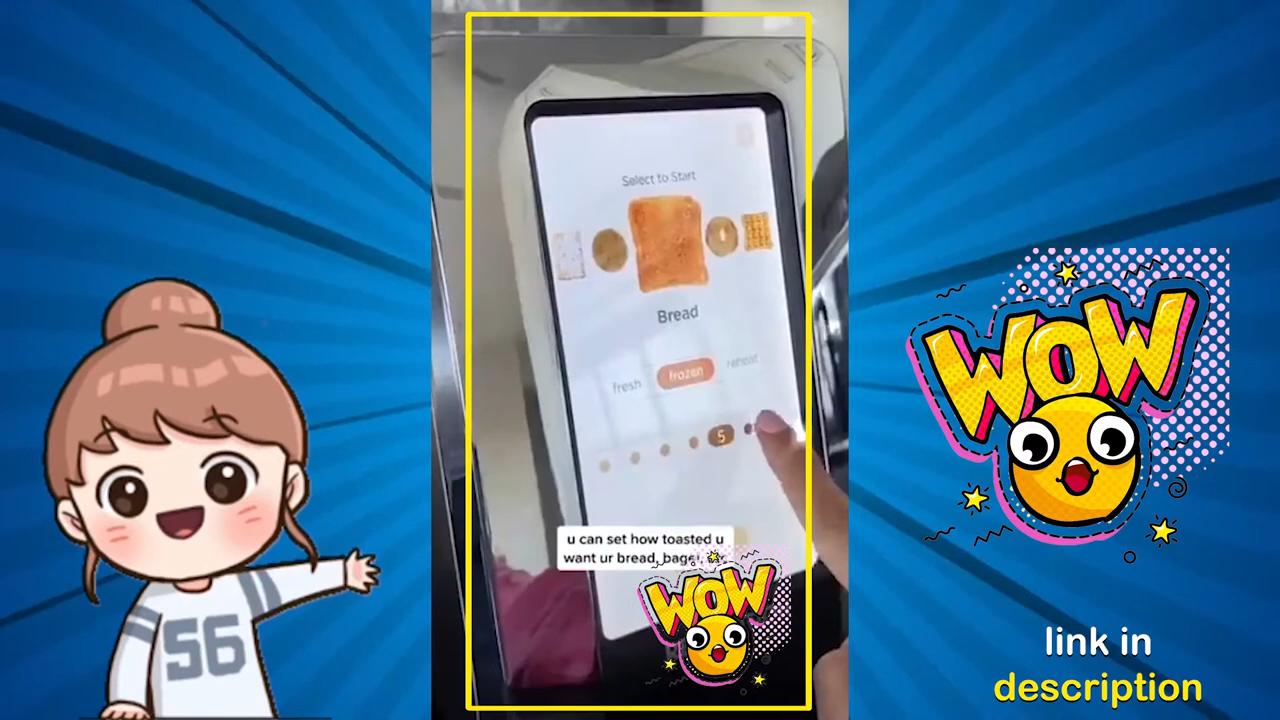 Select to Start
Bread
fresh
frozen
reheat
5
u can set how toasted u
want ur bread, bagel,
WOW
56
WOW
link in
description